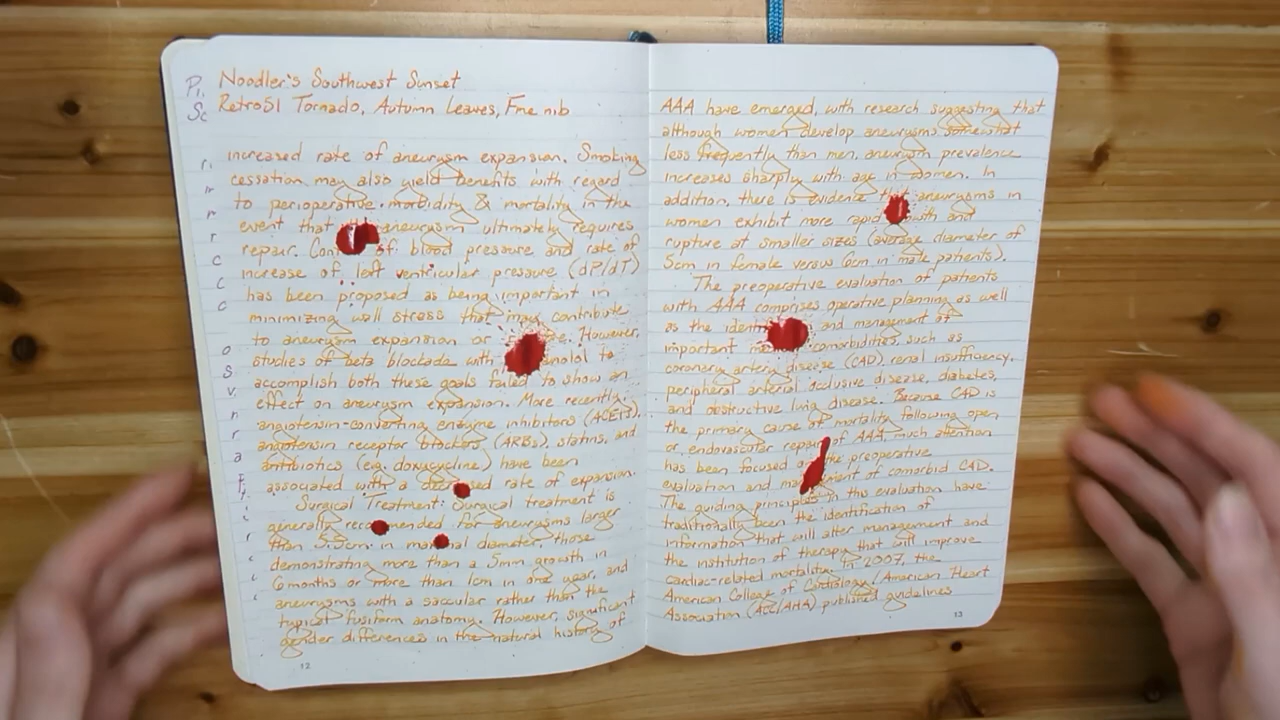 Noodler's Southwest Sunset
Retro51 Tornado, Autumn Leaves, Fine nib
increased rate of aneurysm expansion. Smoking
cessation may also yield benefits with regard
to perioperative morbidity & mortality in the
event that aneurysm ultimately requires
repair. of blood pressure and rate of
increase of left ventricular pressure (dP/dT)
has been proposed as being important in
minimizing wall stress that may contribute
to aneurysm expansion or However,
studies of beta blockade with to
accomplish both these goals failed to show an
effect on aneurysm expansion. More recently,
angiotensin-converting enzyme inhibitors (ACEIs),
angiotensin receptor blockers (ARBs), statins, and
antibiotics (e.g. doxycycline) have been
associated with a rate of expansion.
Surgical Treatment: Surgical treatment is
generally recommended for aneurysms larger
than 5.5cm in diameter, those
demonstrating more than a 5mm growth in
6 months or more than 1cm in one year, and
aneurysms with a saccular rather than the
typical fusiform anatomy. However, significant
gender differences in the natural history of
12
AAA have emerged, with research suggesting that
although women develop aneurysms somewhat
less frequently than men, aneurysm prevalence
increases sharply with age in women. In
addition, there is evidence that aneurysms in
women exhibit more rapid and
rupture at smaller sizes (average diameter of
5cm in female versus 6cm in male patients).
The preoperative evaluation of patients
with AAA comprises operative planning as well
as the and management of
important comorbidities, such as
coronary artery disease (CAD) renal insufficiency,
peripheral arterial occlusive disease, diabetes,
and obstructive lung disease. Because CAD is
the primary cause of mortality following open
or endovascular repair of AAA, much attention
has been focused on the preoperative
evaluation and of comorbid CAD.
The guiding principles in this evaluation have
traditionally been the identification of
information that will alter management and
the institution of therapy that will improve
cardiac-related mortality. In 2007, the
American College of Cardiology/American Heart
Association (ACC/AHA) published guidelines
13